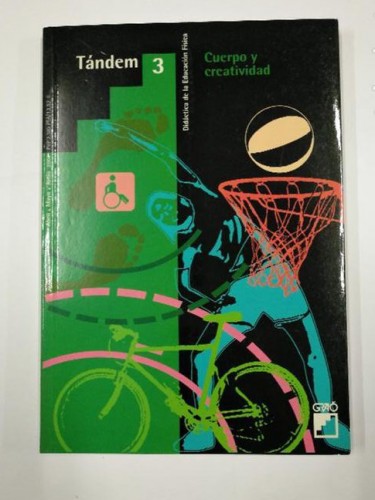 Tándem 3
Didáctica de la Educación Física
Cuerpo y
creatividad
GRAÓ